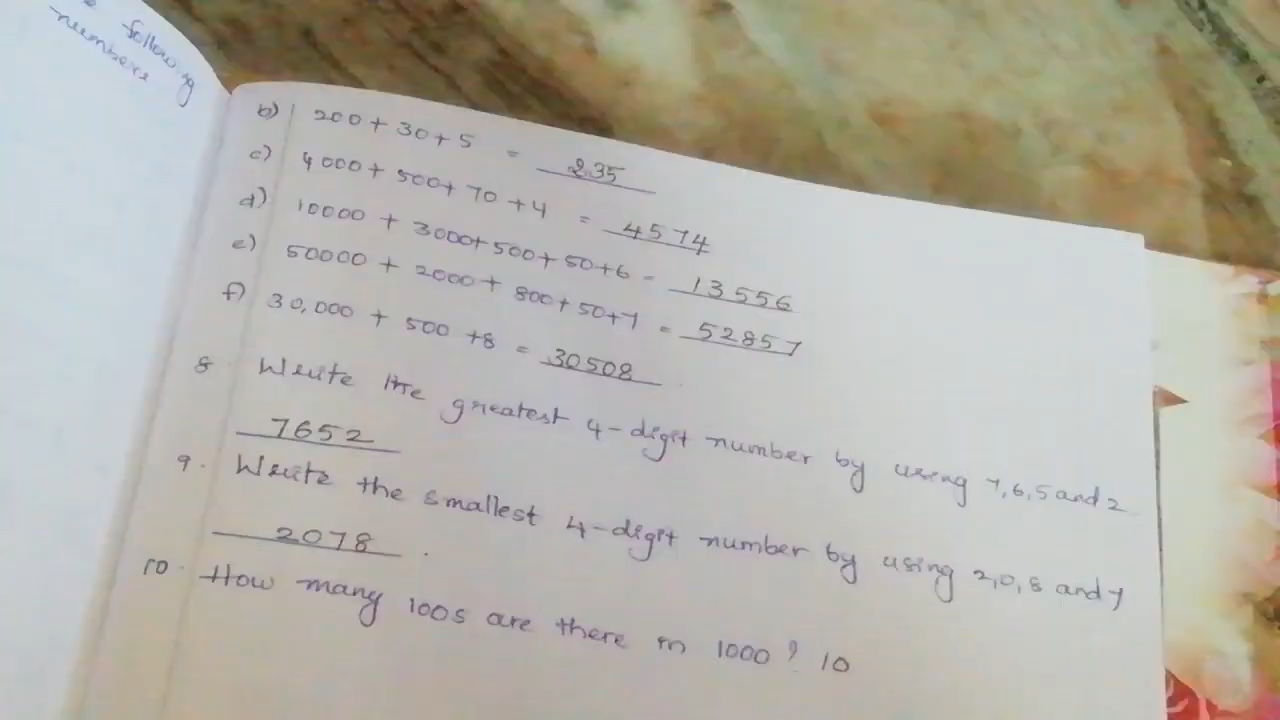 following
numbers
b) 200 + 30 + 5 = 235
c) 4000 + 500 + 70 + 4 = 4574
d) 10000 + 3000 + 500 + 50 + 6 = 13556
e) 50000 + 2000 + 800 + 50 + 7 = 52857
f) 30,000 + 500 + 8 = 30508
8. Write the greatest 4-digit number by using 7,6,5 and 2
7652
9. Write the smallest 4-digit number by using 2,0,8 and 7
2078.
10. How many 100s are there in 1000? 10